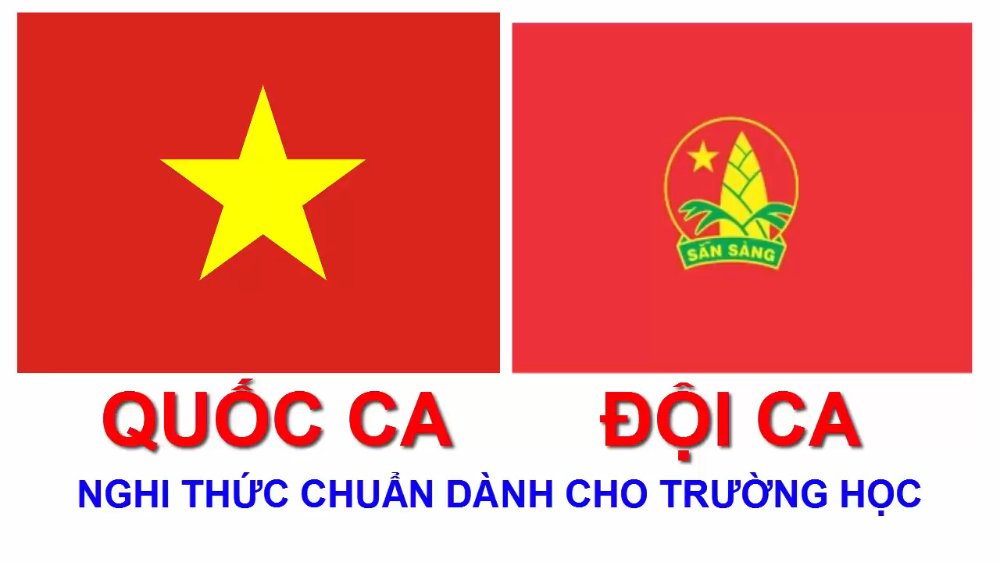 SẴN SÀNG
QUỐC CA
ĐỘI CA
NGHI THỨC CHUẨN DÀNH CHO TRƯỜNG HỌC